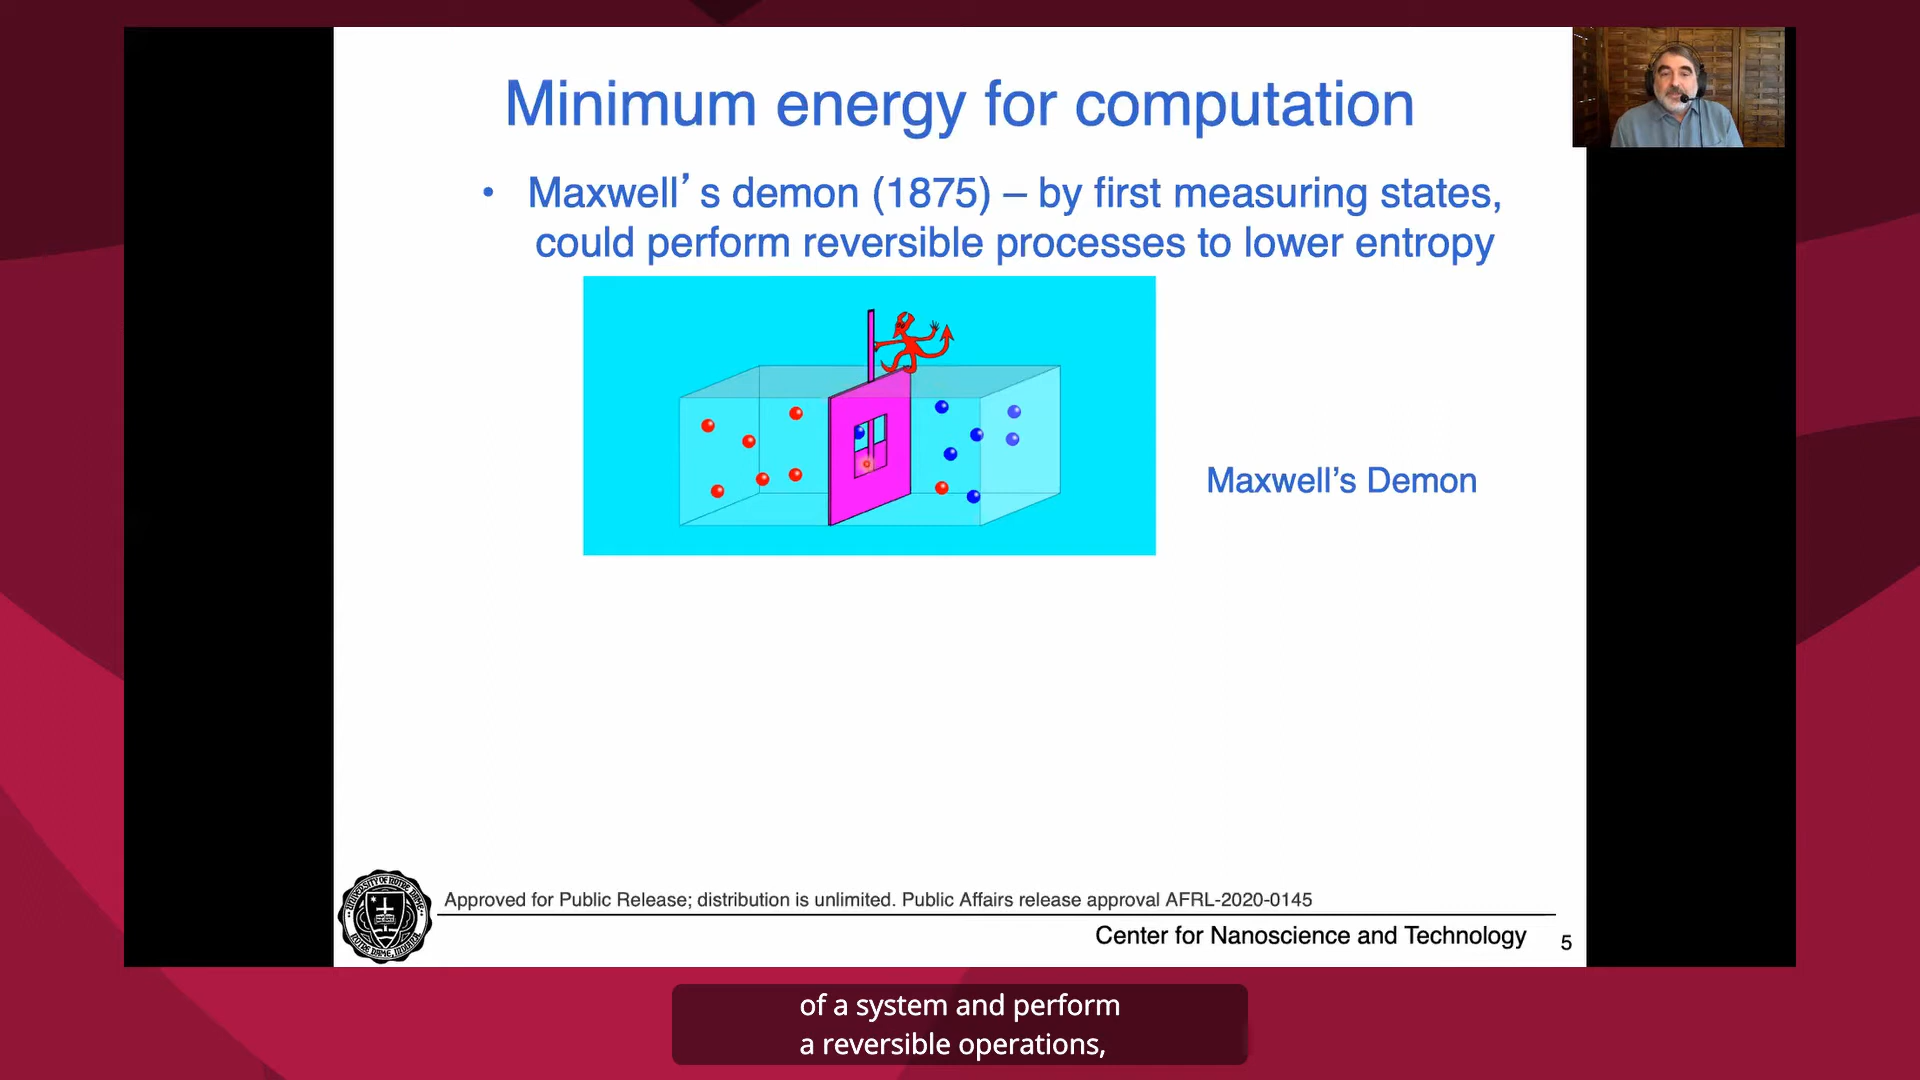 Minimum energy for computation
• Maxwell’s demon (1875) – by first measuring states,
could perform reversible processes to lower entropy
Maxwell’s Demon
Approved for Public Release; distribution is unlimited. Public Affairs release approval AFRL-2020-0145
Center for Nanoscience and Technology
5
of a system and perform
a reversible operations,